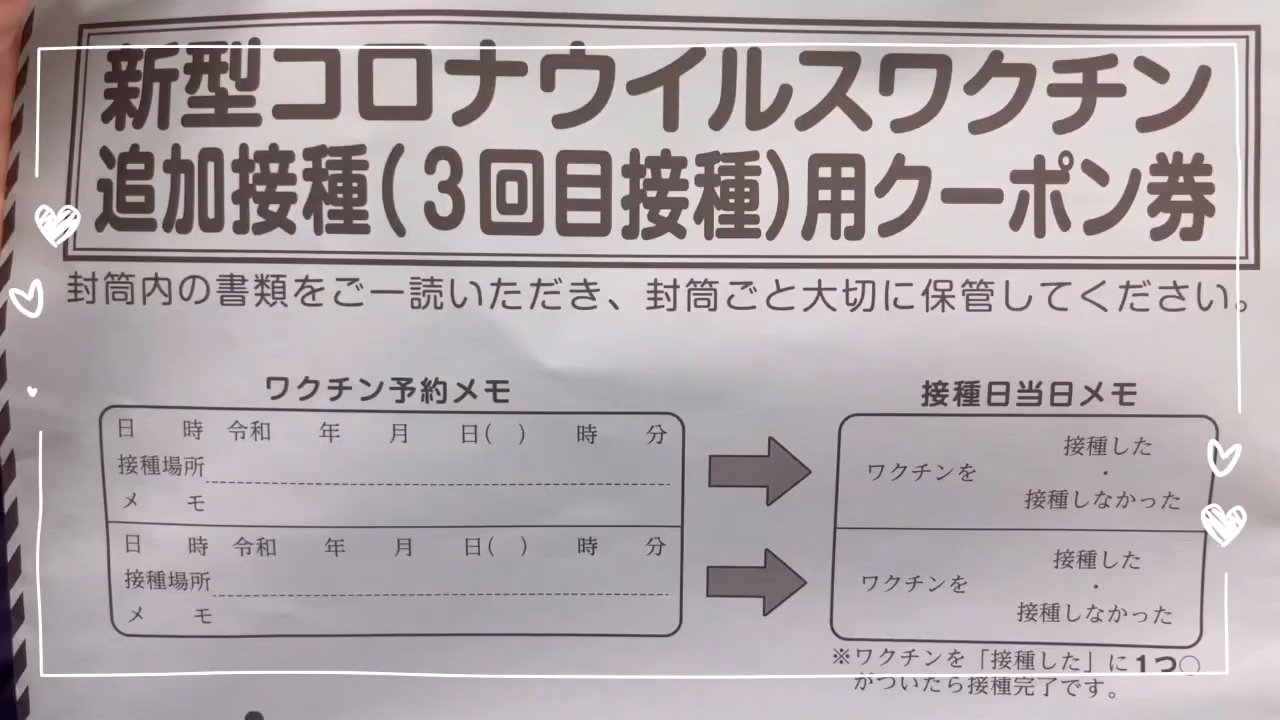 新型コロナウイルスワクチン
追加接種(3回目接種)用クーポン券
封筒内の書類をご一読いただき、封筒ごと大切に保管してください。
ワクチン予約メモ
日 時 令和 年 月 日( ) 時 分
接種場所
メ モ
日 時 令和 年 月 日( ) 時 分
接種場所
メ モ
接種日当日メモ
接種した
ワクチンを ・
接種しなかった
接種した
ワクチンを ・
接種しなかった
※ワクチンを「接種した」に1つ○
がついたら接種完了です。